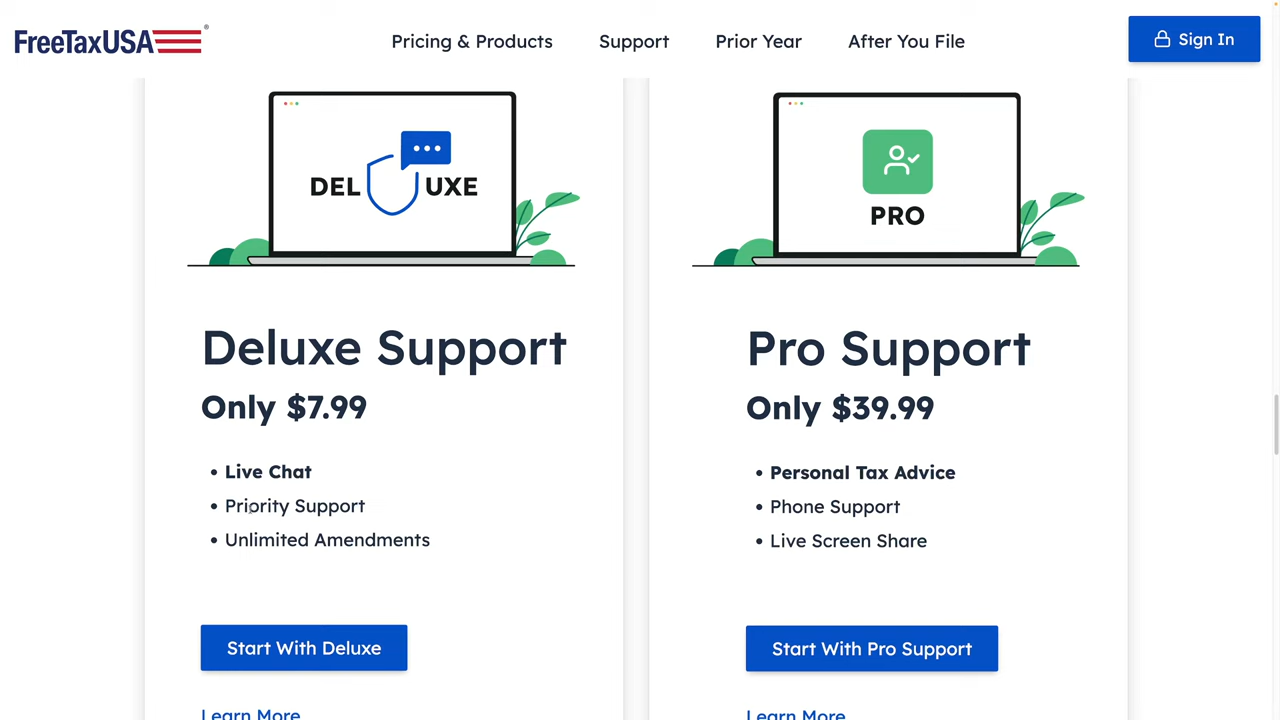 FreeTaxUSA®
Pricing & Products
Support
Prior Year
After You File
Sign In
DEL UXE
PRO
Deluxe Support
Only $7.99
• Live Chat
• Priority Support
• Unlimited Amendments
Start With Deluxe
Learn More
Pro Support
Only $39.99
• Personal Tax Advice
• Phone Support
• Live Screen Share
Start With Pro Support
Learn More